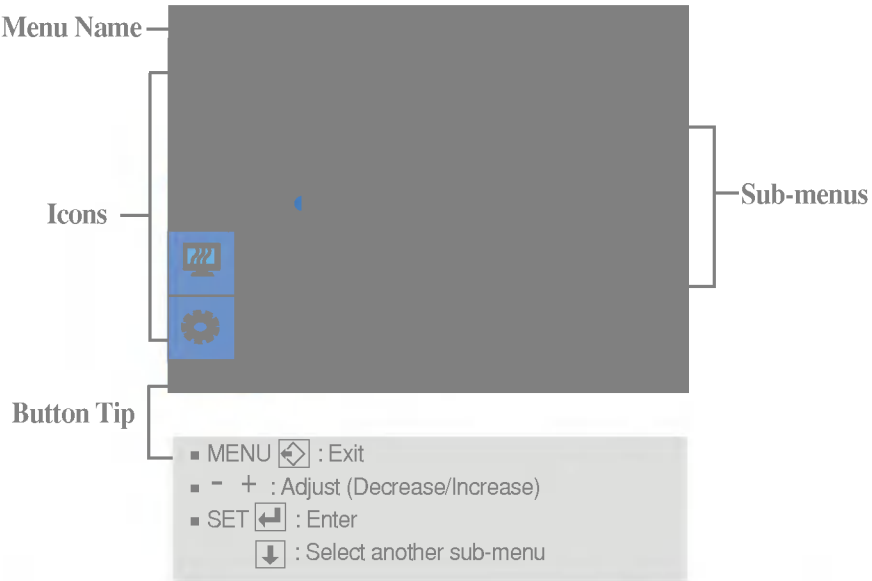 Menu Name
Icons
Sub-menus
Button Tip
MENU : Exit
- + : Adjust (Decrease/Increase)
SET : Enter
: Select another sub-menu